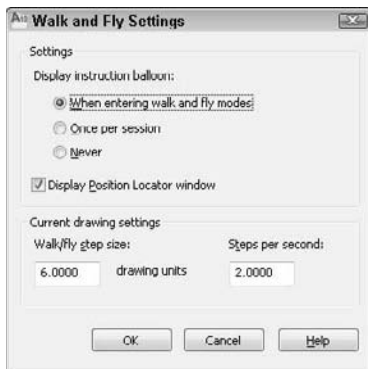 Walk and Fly Settings
Settings
Display instruction balloon:
When entering walk and fly modes
Once per session
Never
Display Position Locator window
Current drawing settings
Walk/fly step size: Steps per second:
6.0000 drawing units 2.0000
OK Cancel Help